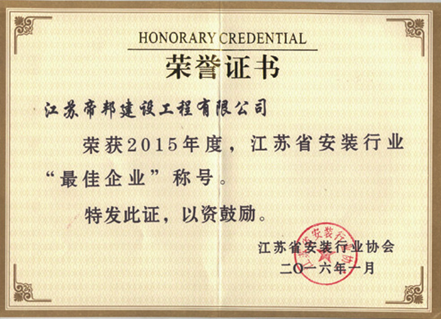 HONORARY CREDENTIAL
荣誉证书
江苏帝邦建设工程有限公司
荣获2015年度，江苏省安装行业
“最佳企业”称号。
特发此证，以资鼓励。
江苏省安装行业协会
二〇一六年一月